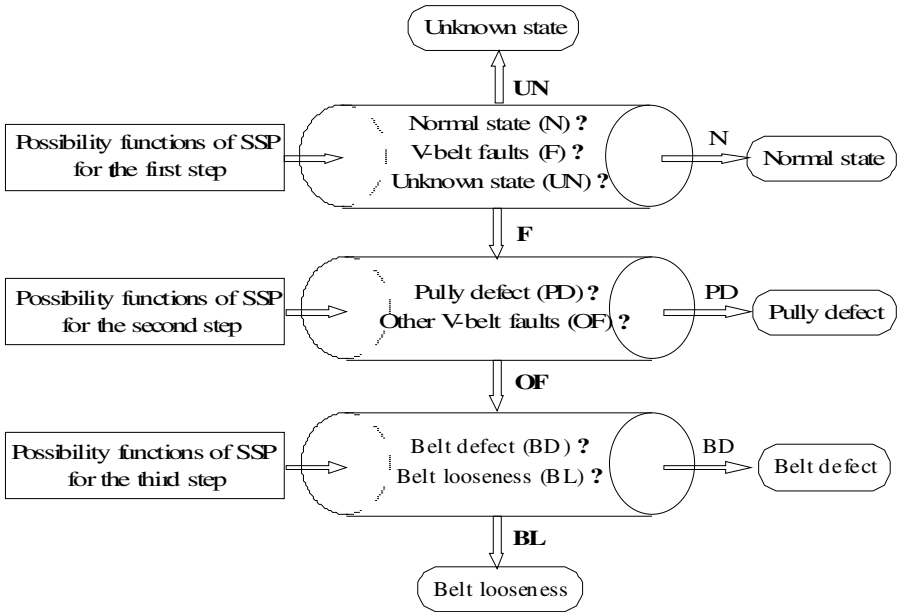 Unknown state
UN
Possibility functions of SSP
for the first step
Normal state (N) ?
V-belt faults (F) ?
Unknown state (UN) ?
N
Normal state
F
Possibility functions of SSP
for the second step
Pully defect (PD) ?
Other V-belt faults (OF) ?
PD
Pully defect
OF
Possibility functions of SSP
for the third step
Belt defect (BD ) ?
Belt looseness (BL) ?
BD
Belt defect
BL
Belt looseness